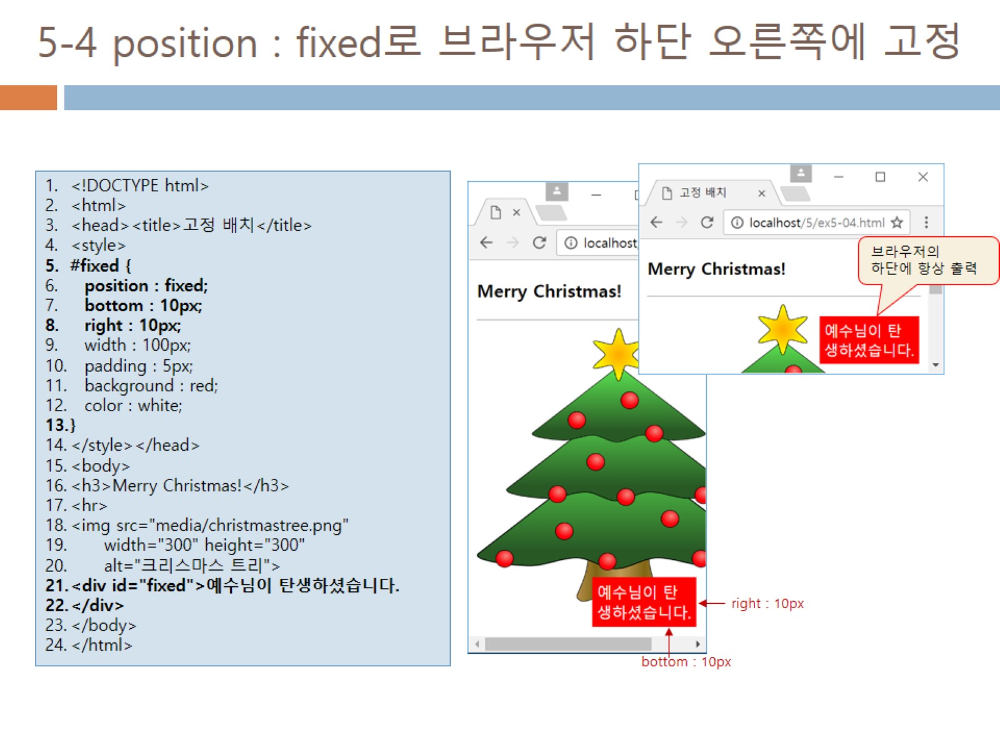 5-4 position : fixed로 브라우저 하단 오른쪽에 고정
1. <!DOCTYPE html>
2. <html>
3. <head><title>고정 배치</title>
4. <style>
5. #fixed {
6. position : fixed;
7. bottom : 10px;
8. right : 10px;
9. width : 100px;
10. padding : 5px;
11. background : red;
12. color : white;
13.}
14.</style></head>
15.<body>
16.<h3>Merry Christmas!</h3>
17.<hr>
18.<img src="media/christmastree.png"
19. width="300" height="300"
20. alt="크리스마스 트리">
21.<div id="fixed">예수님이 탄생하셨습니다.
22.</div>
23.</body>
24.</html>
localhost
Merry Christmas!
예수님이 탄
생하셨습니다.
right : 10px
bottom : 10px
고정 배치
localhost/5/ex5-04.html
브라우저의
하단에 항상 출력
Merry Christmas!
예수님이 탄
생하셨습니다.